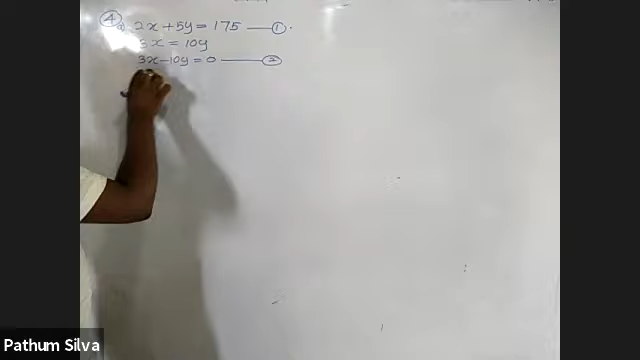 ④ 2x + 5y = 175 —— ①.
3x = 10y
3x - 10y = 0 —— ②
Pathum Silva